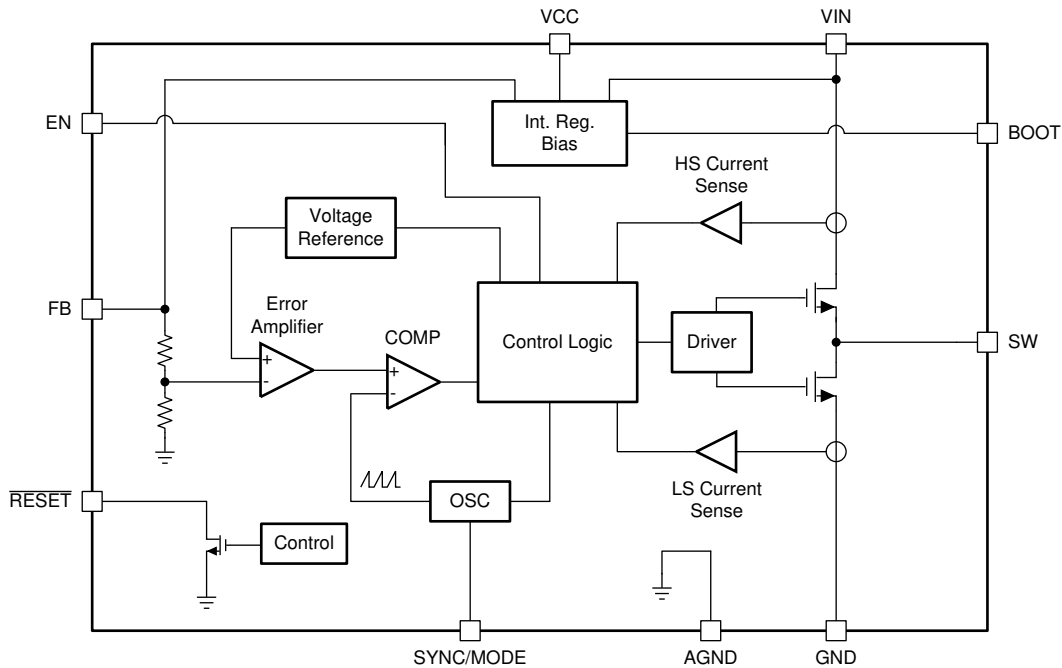 VCC
VIN
EN
Int. Reg.
Bias
BOOT
HS Current
Sense
Voltage
Reference
FB
Error
Amplifier
COMP
Control Logic
Driver
SW
+
-
+
-
RESET
OSC
LS Current
Sense
Control
SYNC/MODE
AGND
GND